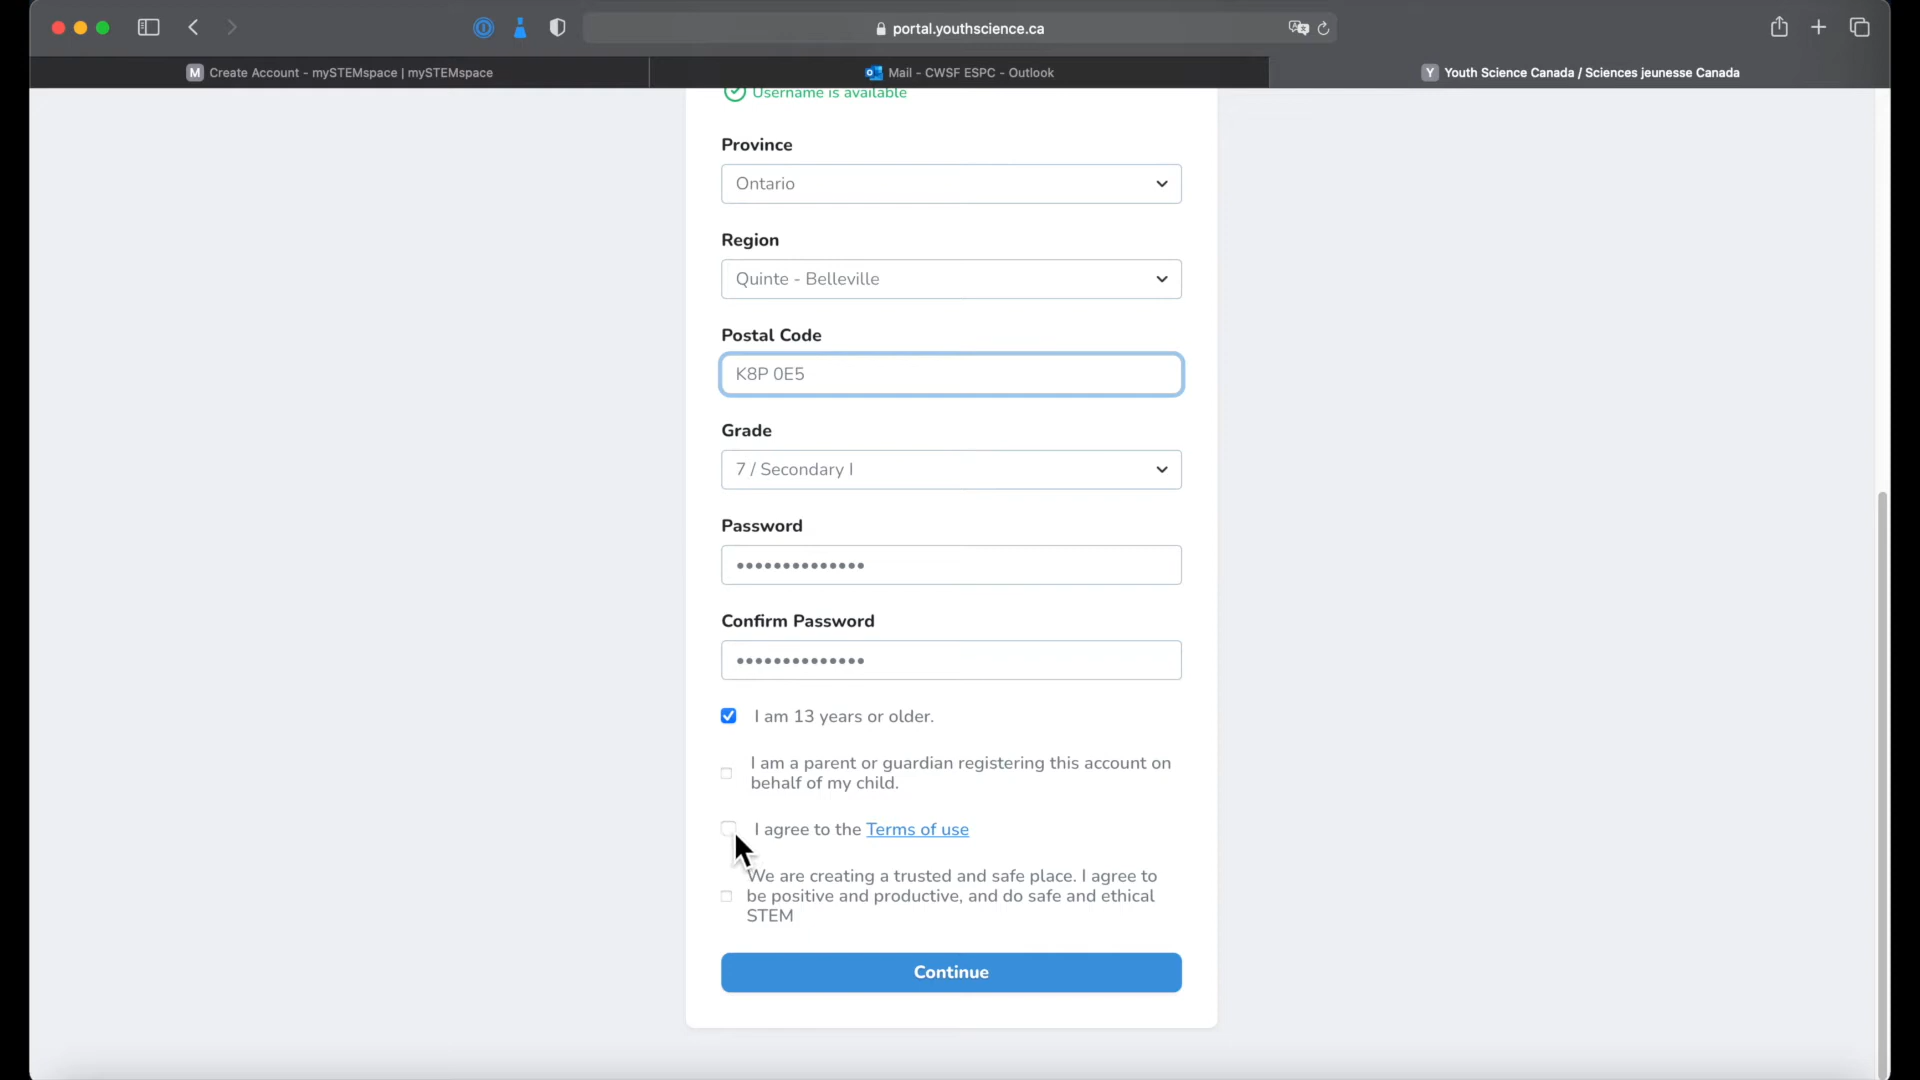 portal.youthscience.ca
M Create Account - mySTEMspace | mySTEMspace
Mail - CWSF ESPC - Outlook
Y Youth Science Canada / Sciences jeunesse Canada
Username is available
Province
Ontario
Region
Quinte - Belleville
Postal Code
K8P 0E5
Grade
7 / Secondary I
Password
••••••••••••••
Confirm Password
••••••••••••••
I am 13 years or older.
I am a parent or guardian registering this account on
behalf of my child.
I agree to the Terms of use
We are creating a trusted and safe place. I agree to
be positive and productive, and do safe and ethical
STEM
Continue